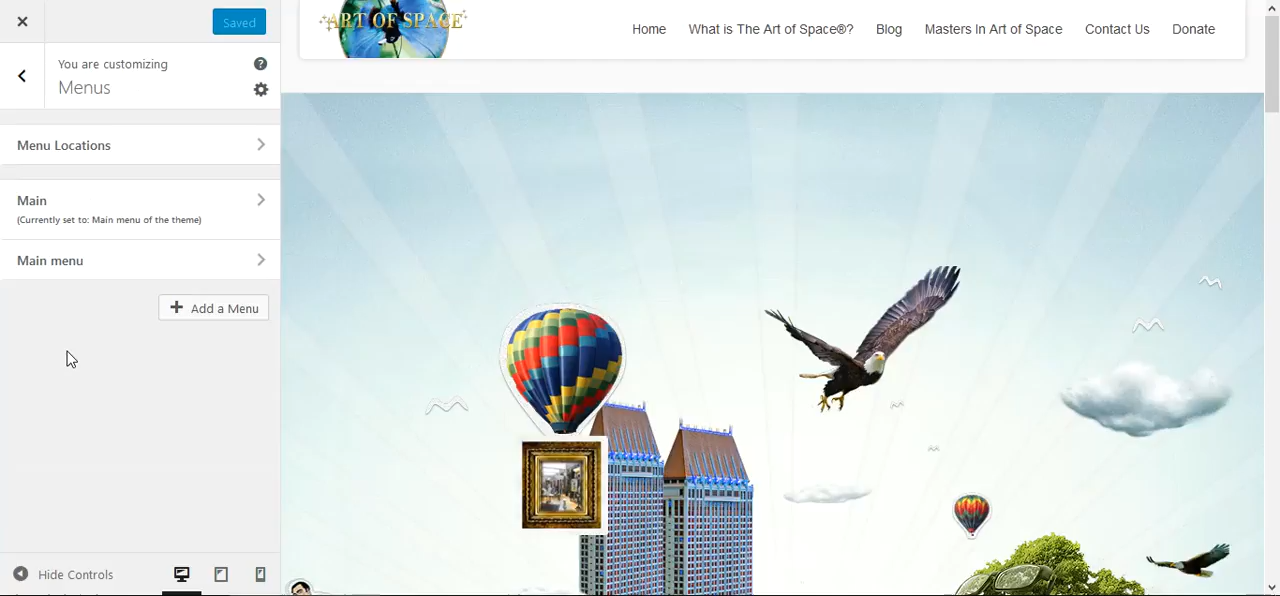 Saved
You are customizing
Menus
Menu Locations
Main
(Currently set to: Main menu of the theme)
Main menu
Add a Menu
Hide Controls
ART OF SPACE
Home What is The Art of Space®? Blog Masters In Art of Space Contact Us Donate